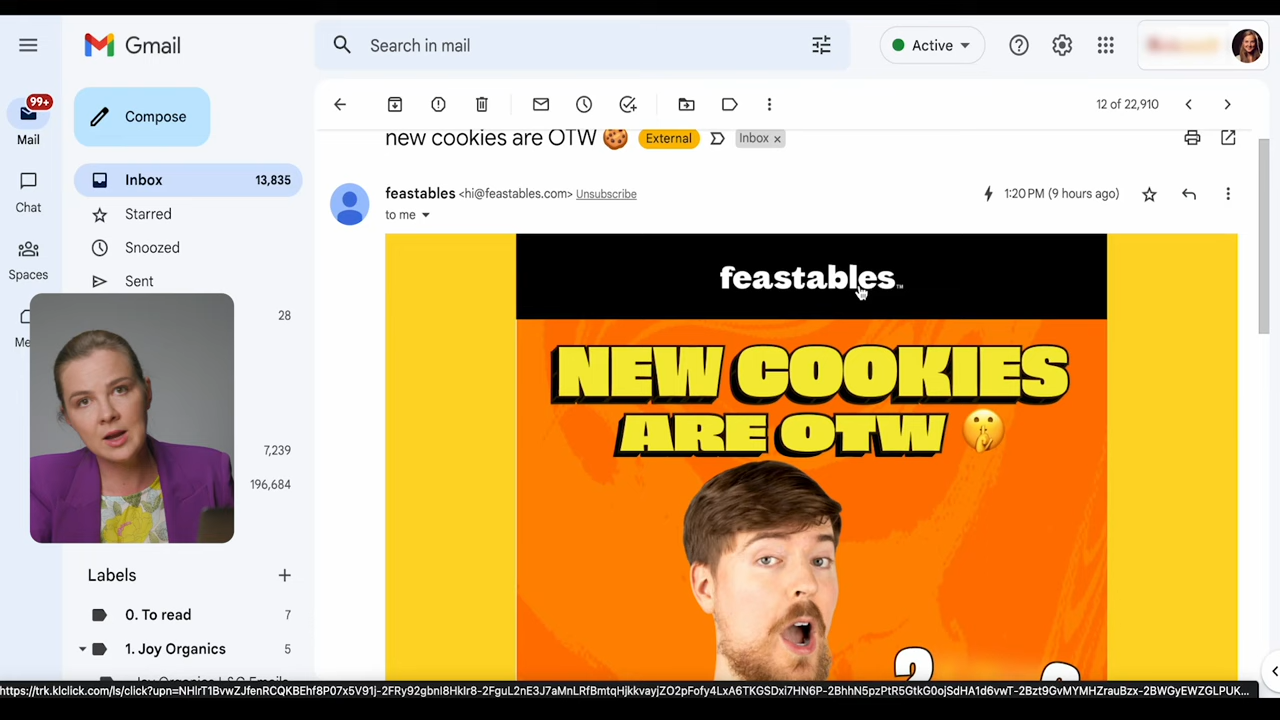 Gmail
Search in mail
Active
99+
Mail
Compose
12 of 22,910
new cookies are OTW 🍪 External Inbox ×
Inbox 13,835
feastables <hi@feastables.com> Unsubscribe
1:20 PM (9 hours ago)
to me
Chat
Starred
Snoozed
Spaces
Sent
feastables™
28
NEW COOKIES
ARE OTW 🤫
7,239
196,684
Labels +
0. To read 7
1. Joy Organics 5
?